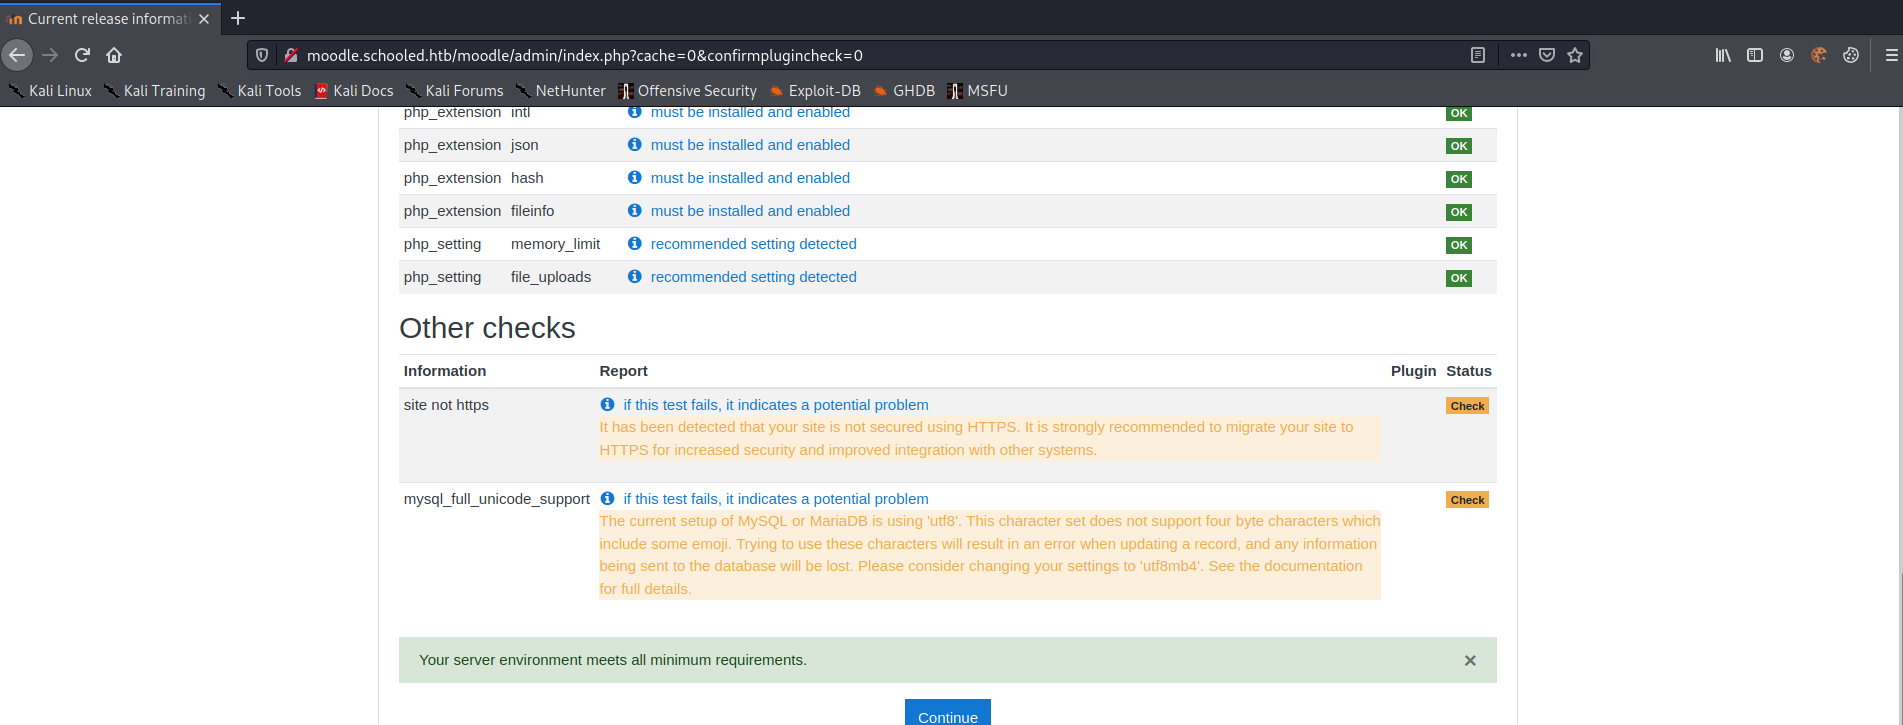 Current release informat
moodle.schooled.htb/moodle/admin/index.php?cache=0&confirmplugincheck=0
Kali Linux Kali Training Kali Tools Kali Docs Kali Forums NetHunter Offensive Security Exploit-DB GHDB MSFU
php_extension intl must be installed and enabled OK
php_extension json must be installed and enabled OK
php_extension hash must be installed and enabled OK
php_extension fileinfo must be installed and enabled OK
php_setting memory_limit recommended setting detected OK
php_setting file_uploads recommended setting detected OK
Other checks
Information Report Plugin Status
site not https if this test fails, it indicates a potential problem Check
It has been detected that your site is not secured using HTTPS. It is strongly recommended to migrate your site to
HTTPS for increased security and improved integration with other systems.
mysql_full_unicode_support if this test fails, it indicates a potential problem Check
The current setup of MySQL or MariaDB is using 'utf8'. This character set does not support four byte characters which
include some emoji. Trying to use these characters will result in an error when updating a record, and any information
being sent to the database will be lost. Please consider changing your settings to 'utf8mb4'. See the documentation
for full details.
Your server environment meets all minimum requirements.
Continue